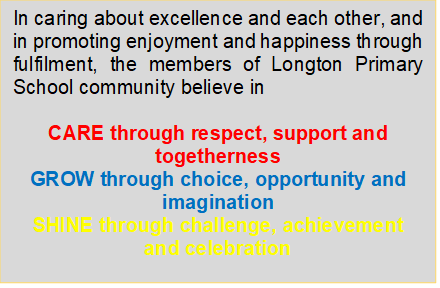 In caring about excellence and each other, and
in promoting enjoyment and happiness through
fulfilment, the members of Longton Primary
School community believe in
CARE through respect, support and
togetherness
GROW through choice, opportunity and
imagination
SHINE through challenge, achievement
and celebration